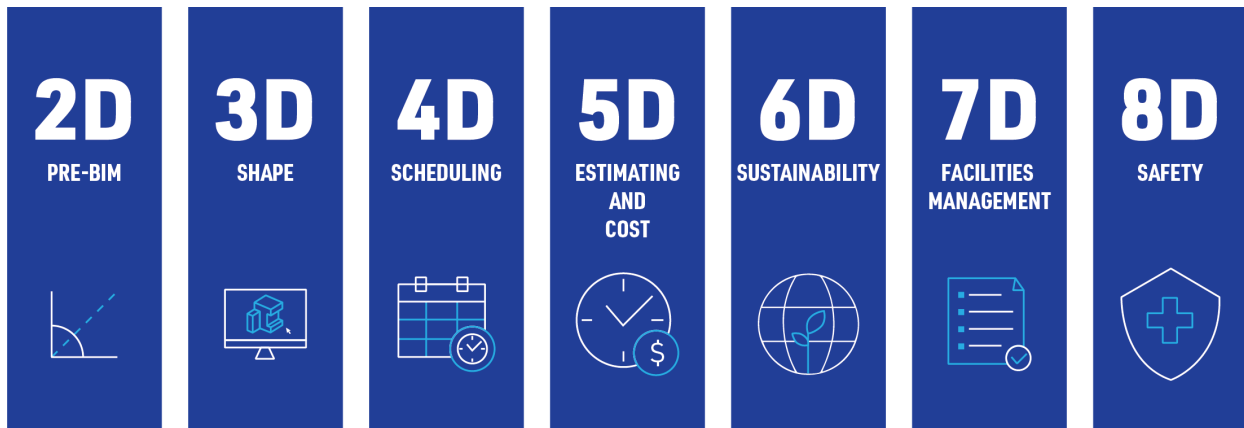 2D
PRE-BIM
3D
SHAPE
4D
SCHEDULING
5D
ESTIMATING
AND
COST
$
6D
SUSTAINABILITY
7D
FACILITIES
MANAGEMENT
8D
SAFETY